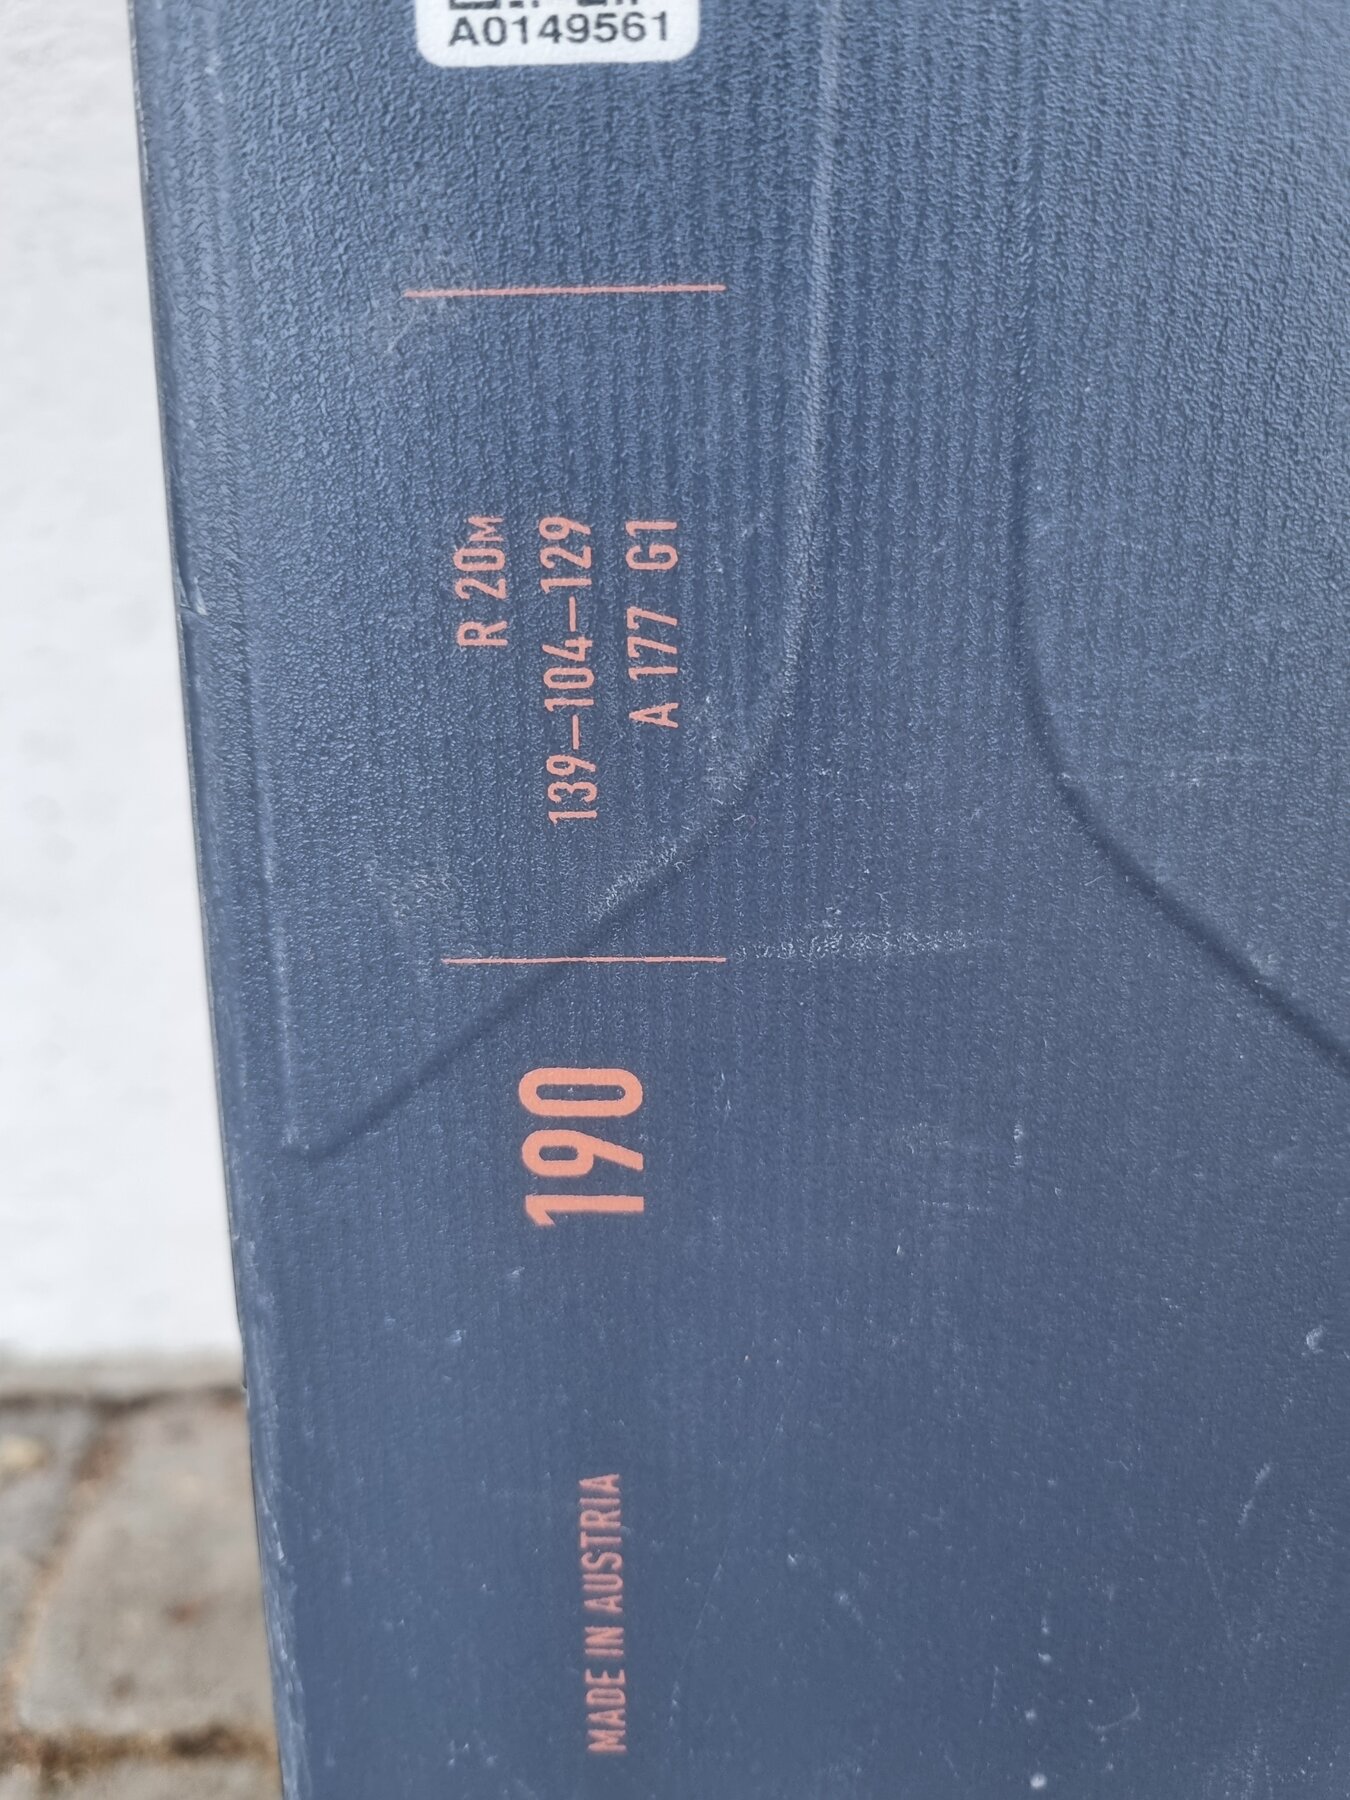 A0149561
R 20M
139–104–129
A 177 G1
190
MADE IN AUSTRIA